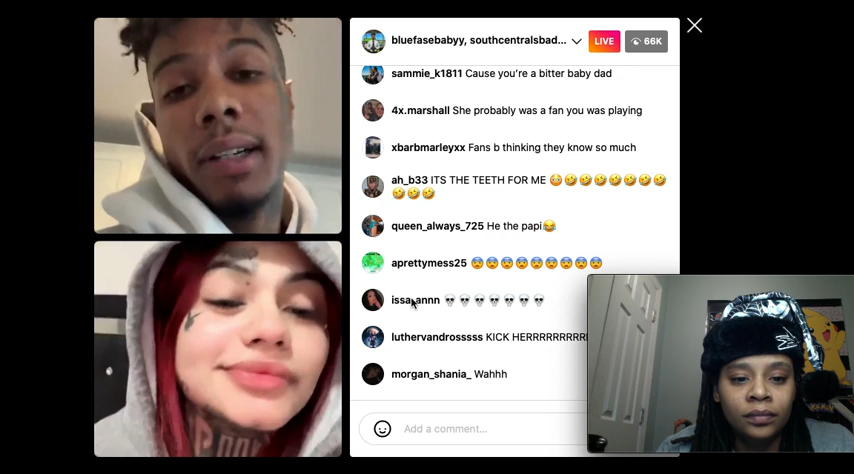 bluefasebabyy, southcentralsbad...
LIVE
66K
sammie_k1811 Cause you're a bitter baby dad
4x.marshall She probably was a fan you was playing
xbarbmarleyxx Fans b thinking they know so much
ah_b33 ITS THE TEETH FOR ME 😂🤣🤣🤣🤣🤣🤣🤣
🤣🤣🤣
queen_always_725 He the papi😂
aprettymess25 😨😨😨😨😨😨😨😨😨
💀💀💀💀💀💀💀
luthervandrosssss KICK HERRRRRRRRR
morgan_shania_ Wahhh
Add a comment...